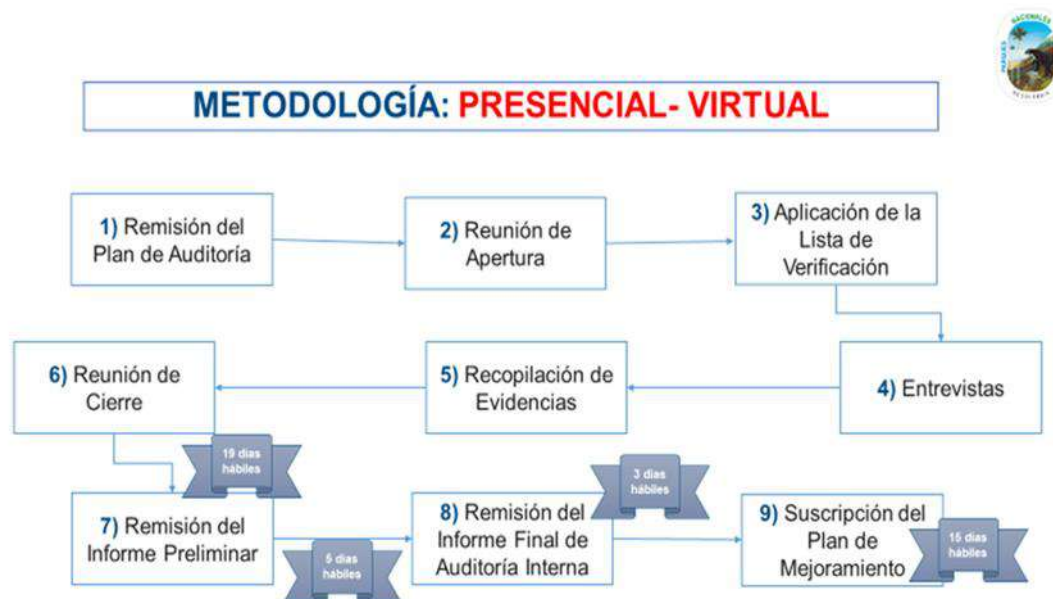 NACIONALES
METODOLOGÍA: PRESENCIAL- VIRTUAL
1) Remisión del
Plan de Auditoría
2) Reunión de
Apertura
3) Aplicación de la
Lista de
Verificación
4) Entrevistas
5) Recopilación de
Evidencias
6) Reunión de
Cierre
19 días
hábiles
7) Remisión del
Informe Preliminar
5 días
hábiles
8) Remisión del
Informe Final de
Auditoría Interna
3 días
hábiles
9) Suscripción del
Plan de
Mejoramiento
15 días
hábiles